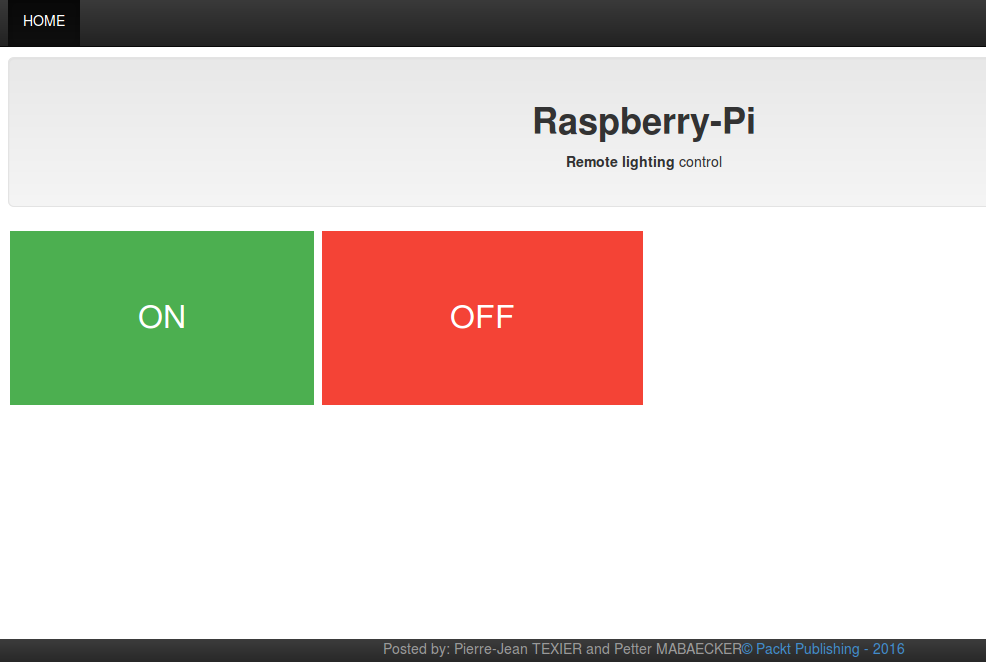 HOME
Raspberry-Pi
Remote lighting control
ON OFF
Posted by: Pierre-Jean TEXIER and Petter MABAECKER© Packt Publishing - 2016